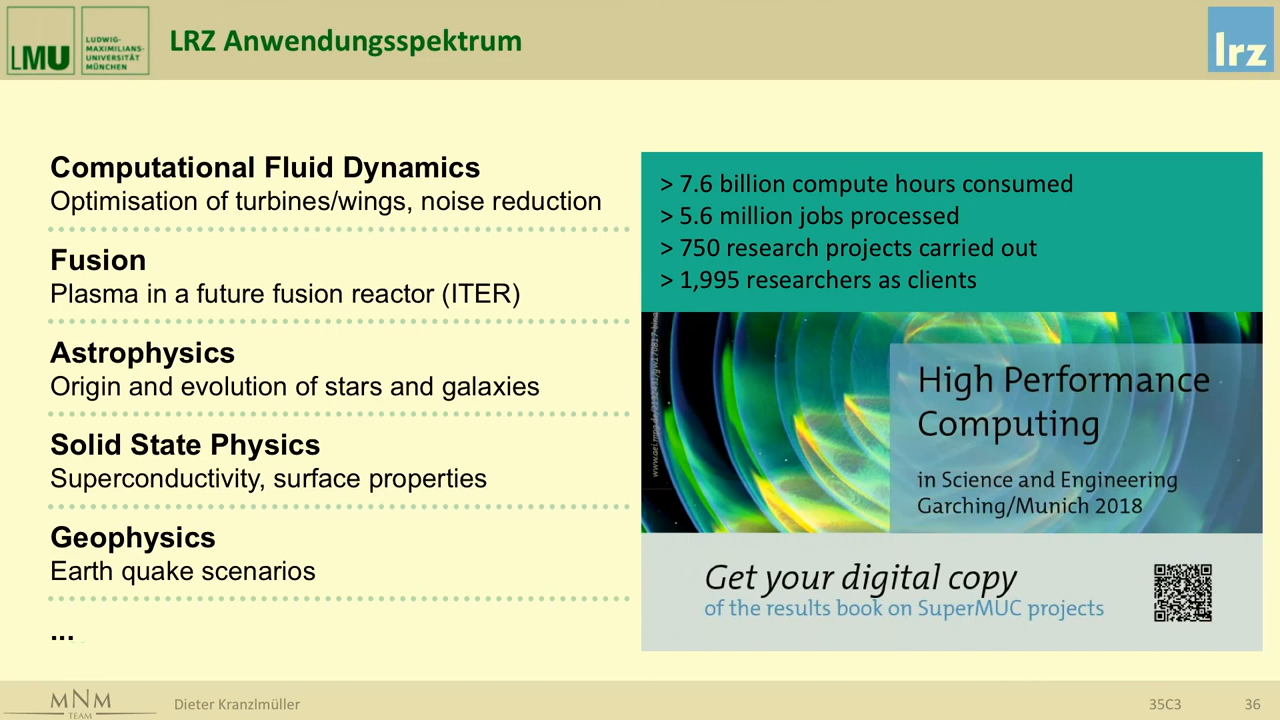 LMU
LUDWIG-
MAXIMILIANS-
UNIVERSITÄT
MÜNCHEN
LRZ Anwendungsspektrum
lrz
Computational Fluid Dynamics
Optimisation of turbines/wings, noise reduction
Fusion
Plasma in a future fusion reactor (ITER)
Astrophysics
Origin and evolution of stars and galaxies
Solid State Physics
Superconductivity, surface properties
Geophysics
Earth quake scenarios
...
> 7.6 billion compute hours consumed
> 5.6 million jobs processed
> 750 research projects carried out
> 1,995 researchers as clients
High Performance
Computing
in Science and Engineering
Garching/Munich 2018
Get your digital copy
of the results book on SuperMUC projects
MNM
TEAM
Dieter Kranzlmüller
35C3
36